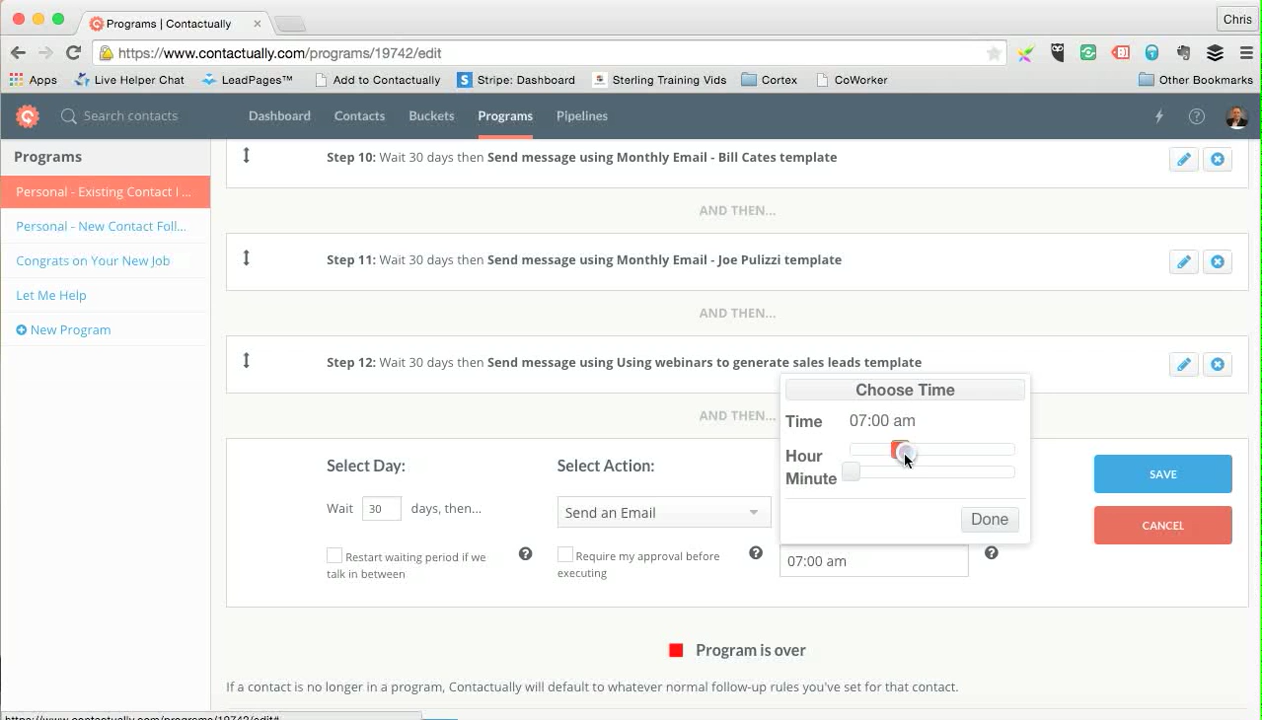 Programs | Contactually
Chris
https://www.contactually.com/programs/19742/edit
Apps
Live Helper Chat
LeadPages™
Add to Contactually
Stripe: Dashboard
Sterling Training Vids
Cortex
CoWorker
Other Bookmarks
Search contacts
Dashboard
Contacts
Buckets
Programs
Pipelines
Programs
Personal - Existing Contact I ...
Personal - New Contact Foll...
Congrats on Your New Job
Let Me Help
New Program
Step 10: Wait 30 days then Send message using Monthly Email - Bill Cates template
AND THEN...
Step 11: Wait 30 days then Send message using Monthly Email - Joe Pulizzi template
AND THEN...
Step 12: Wait 30 days then Send message using Using webinars to generate sales leads template
AND THEN...
Select Day:
Wait 30 days, then...
Restart waiting period if we
talk in between
Select Action:
Send an Email
Require my approval before
executing
Choose Time
Time 07:00 am
Hour
Minute
Done
07:00 am
SAVE
CANCEL
Program is over
If a contact is no longer in a program, Contactually will default to whatever normal follow-up rules you've set for that contact.
https://www.contactually.com/programs/19742/edit#